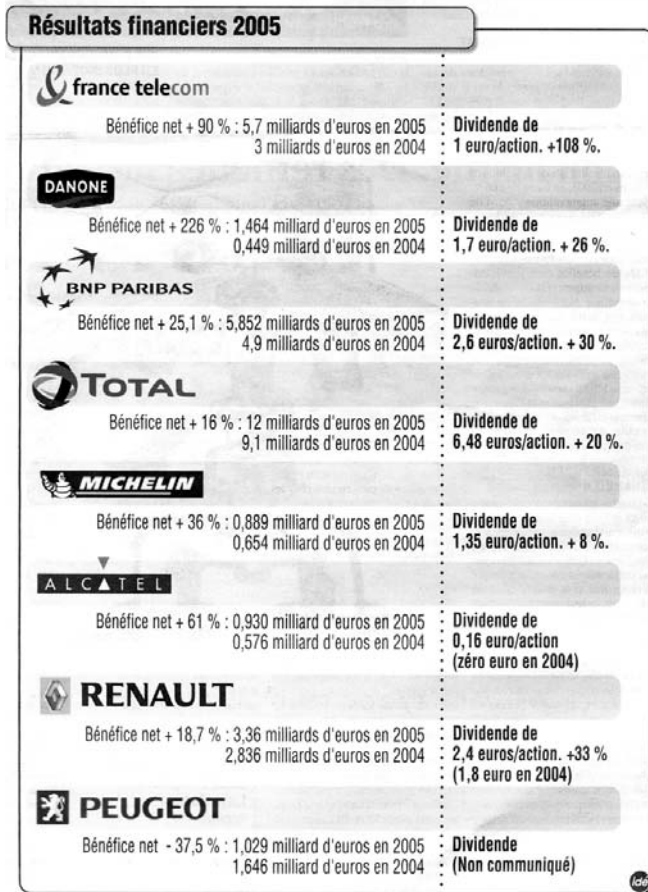 Résultats financiers 2005
france telecom
Bénéfice net + 90 % : 5,7 milliards d'euros en 2005
3 milliards d'euros en 2004
Dividende de
1 euro/action. +108 %.
DANONE
Bénéfice net + 226 % : 1,464 milliard d'euros en 2005
0,449 milliard d'euros en 2004
Dividende de
1,7 euro/action. + 26 %.
BNP PARIBAS
Bénéfice net + 25,1 % : 5,852 milliards d'euros en 2005
4,9 milliards d'euros en 2004
Dividende de
2,6 euros/action. + 30 %.
TOTAL
Bénéfice net + 16 % : 12 milliards d'euros en 2005
9,1 milliards d'euros en 2004
Dividende de
6,48 euros/action. + 20 %.
MICHELIN
Bénéfice net + 36 % : 0,889 milliard d'euros en 2005
0,654 milliard d'euros en 2004
Dividende de
1,35 euro/action. + 8 %.
ALCATEL
Bénéfice net + 61 % : 0,930 milliard d'euros en 2005
0,576 milliard d'euros en 2004
Dividende de
0,16 euro/action
(zéro euro en 2004)
RENAULT
Bénéfice net + 18,7 % : 3,36 milliards d'euros en 2005
2,836 milliards d'euros en 2004
Dividende de
2,4 euros/action. +33 %
(1,8 euro en 2004)
PEUGEOT
Bénéfice net - 37,5 % : 1,029 milliard d'euros en 2005
1,646 milliard d'euros en 2004
Dividende
(Non communiqué)
idé